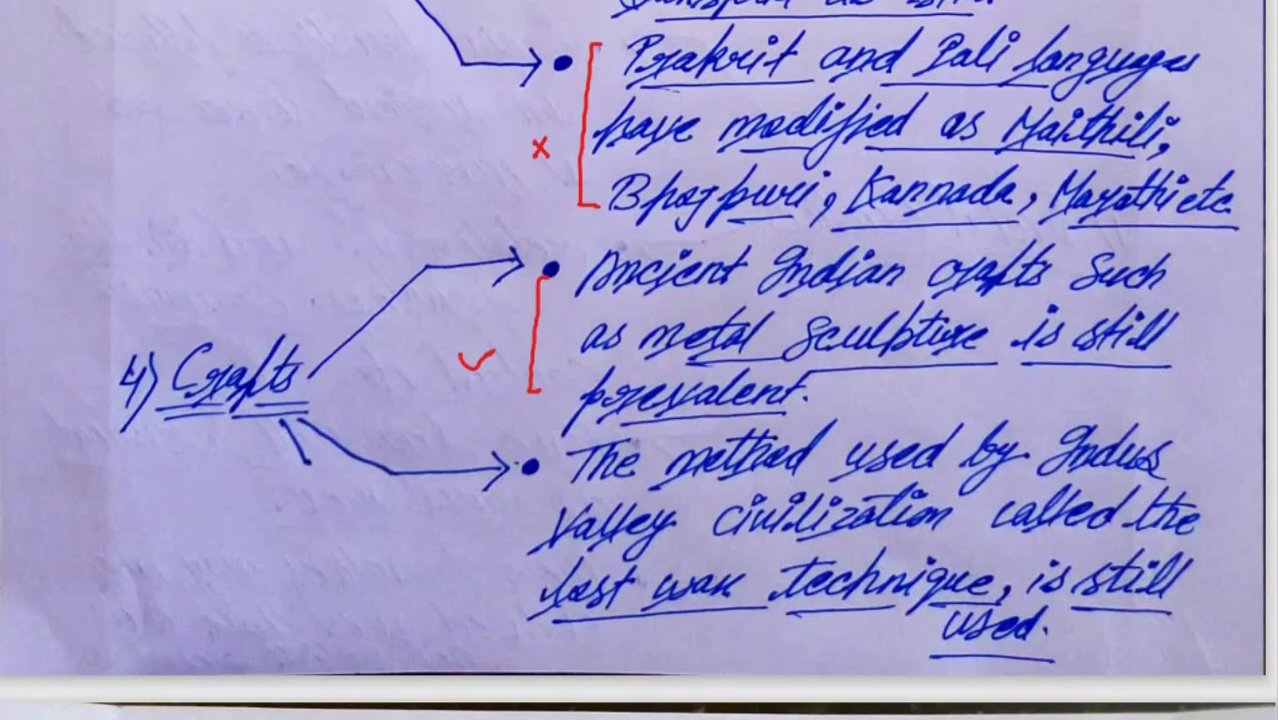 Prakrit and Pali languages
have modified as Maithili,
Bhojpuri, Kannada, Marathi etc
4) Crafts
Ancient Indian crafts such
as metal sculpture is still
prevalent.
The method used by Indus
Valley civilization called the
lost wax technique, is still
used.